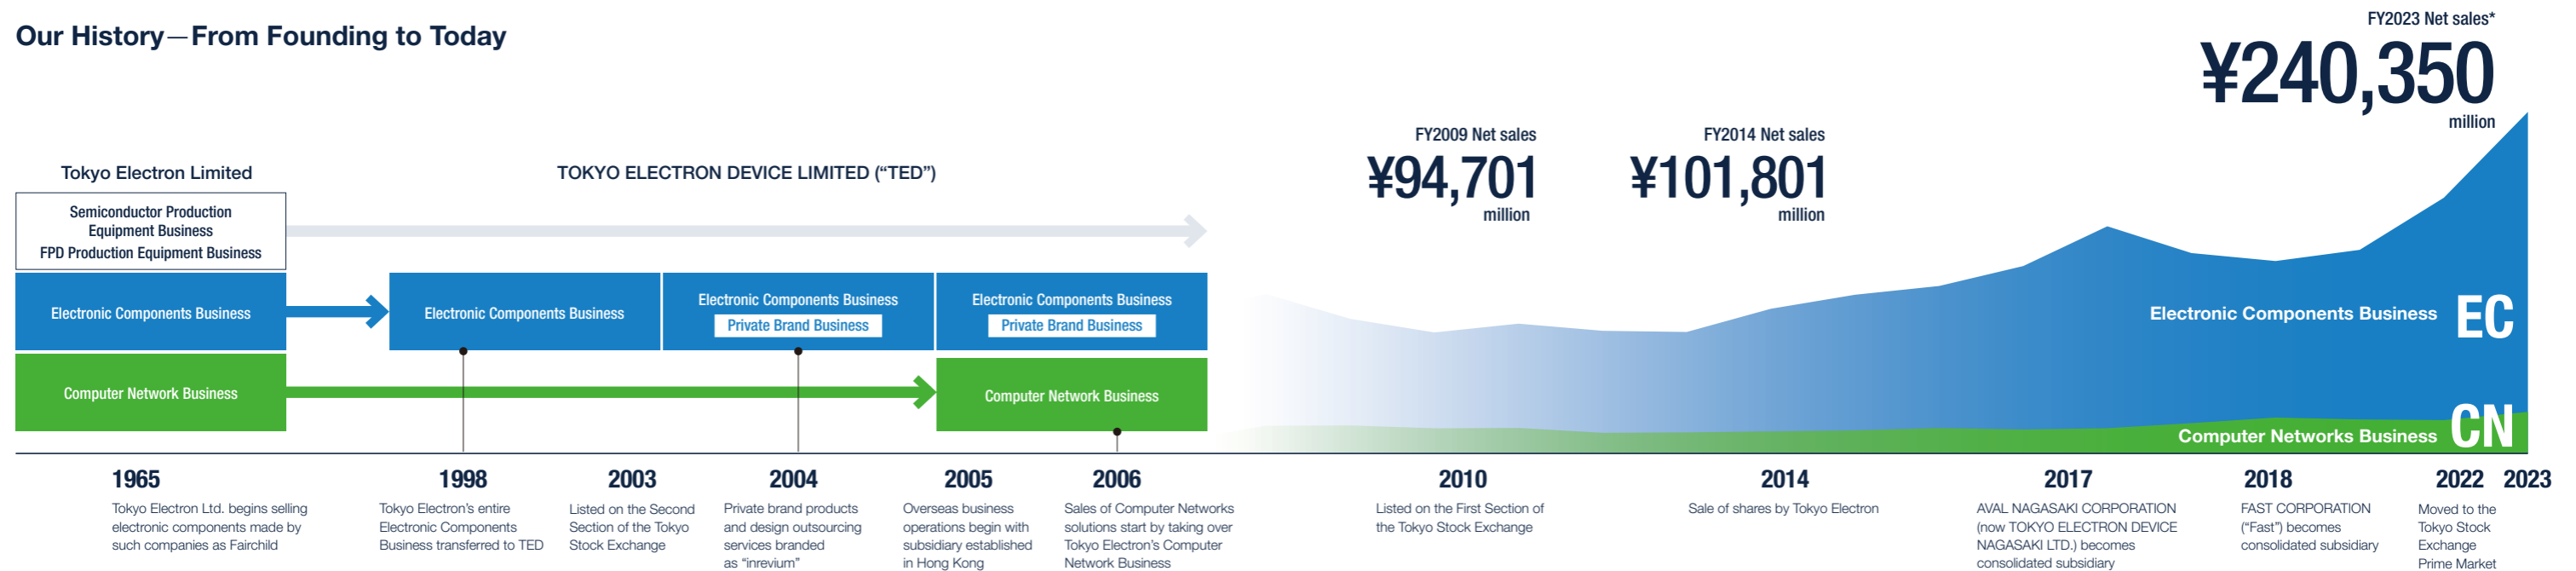 Our History—From Founding to Today
FY2023 Net sales*
¥240,350
million
FY2009 Net sales
¥94,701
million
FY2014 Net sales
¥101,801
million
Tokyo Electron Limited
TOKYO ELECTRON DEVICE LIMITED (“TED”)
Semiconductor Production
Equipment Business
FPD Production Equipment Business
Electronic Components Business
Electronic Components Business
Electronic Components Business
Private Brand Business
Electronic Components Business
Private Brand Business
Computer Network Business
Computer Network Business
Electronic Components Business
EC
Computer Networks Business
CN
1965
Tokyo Electron Ltd. begins selling
electronic components made by
such companies as Fairchild
1998
Tokyo Electron’s entire
Electronic Components
Business transferred to TED
2003
Listed on the Second
Section of the Tokyo
Stock Exchange
2004
Private brand products
and design outsourcing
services branded
as “inrevium”
2005
Overseas business
operations begin with
subsidiary established
in Hong Kong
2006
Sales of Computer Networks
solutions start by taking over
Tokyo Electron’s Computer
Network Business
2010
Listed on the First Section of
the Tokyo Stock Exchange
2014
Sale of shares by Tokyo Electron
2017
AVAL NAGASAKI CORPORATION
(now TOKYO ELECTRON DEVICE
NAGASAKI LTD.) becomes
consolidated subsidiary
2018
FAST CORPORATION
(“Fast”) becomes
consolidated subsidiary
2022
Moved to the
Tokyo Stock
Exchange
Prime Market
2023